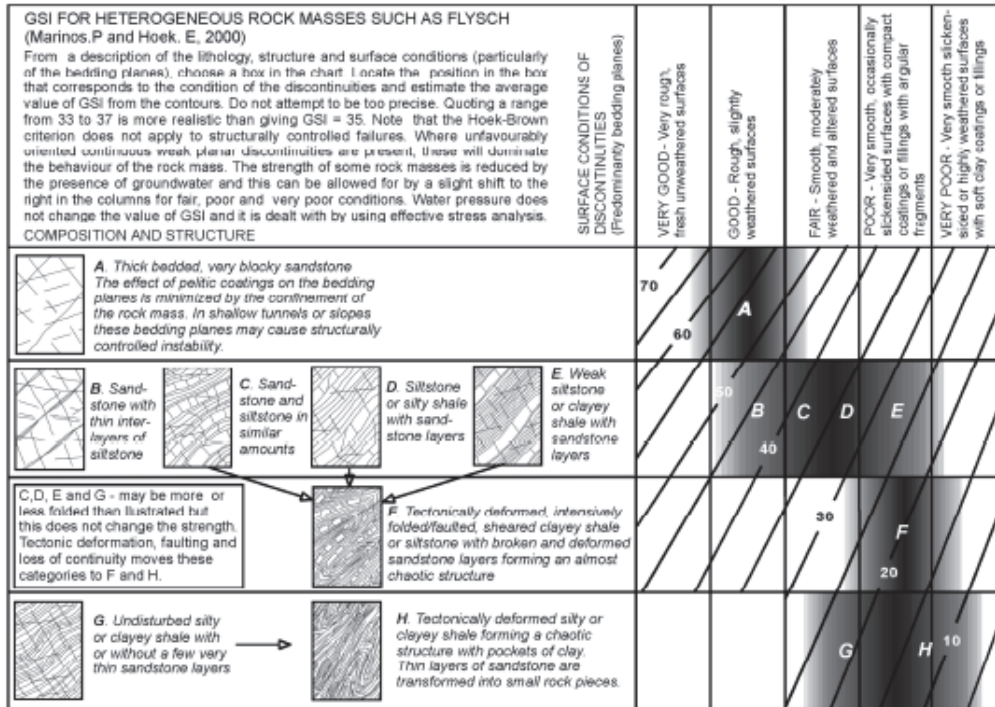 GSI FOR HETEROGENEOUS ROCK MASSES SUCH AS FLYSCH
(Marinos.P and Hoek. E, 2000)
From a description of the lithology, structure and surface conditions (particularly
of the bedding planes), choose a box in the chart. Locate the position in the box
that corresponds to the condition of the discontinuities and estimate the average
value of GSI from the contours. Do not attempt to be too precise. Quoting a range
from 33 to 37 is more realistic than giving GSI = 35. Note that the Hoek-Brown
criterion does not apply to structurally controlled failures. Where unfavourably
oriented continuous weak planar discontinuities are present, these will dominate
the behaviour of the rock mass. The strength of some rock masses is reduced by
the presence of groundwater and this can be allowed for by a slight shift to the
right in the columns for fair, poor and very poor conditions. Water pressure does
not change the value of GSI and it is dealt with by using effective stress analysis.
COMPOSITION AND STRUCTURE
SURFACE CONDITIONS OF
DISCONTINUITIES
(Predominantly bedding planes)
VERY GOOD - Very rough,
fresh unweathered surfaces
GOOD - Rough, slightly
weathered surfaces
FAIR - Smooth, moderately
weathered and altered surfaces
POOR - Very smooth, occasionally
slickensided surfaces with compact
coatings or fillings with angular
fragments
VERY POOR - Very smooth slicken-
sided or highly weathered surfaces
with soft clay coatings or fillings
A. Thick bedded, very blocky sandstone
The effect of pelitic coatings on the bedding
planes is minimized by the confinement of
the rock mass. In shallow tunnels or slopes
these bedding planes may cause structurally
controlled instability.
70
60
A
B. Sand-
stone with
thin inter-
layers of
siltstone
C. Sand-
stone and
siltstone in
similar
amounts
D. Siltstone
or silty shale
with sand-
stone layers
E. Weak
siltstone
or clayey
shale with
sandstone
layers
50
B
C
D
E
40
C,D, E and G - may be more or
less folded than llustrated but
this does not change the strength.
Tectonic deformation, faulting and
loss of continuity moves these
categories to F and H.
F. Tectonically deformed, intensively
folded/faulted, sheared clayey shale
or siltstone with broken and deformed
sandstone layers forming an almost
chaotic structure
30
F
20
G. Undisturbed silty
or clayey shale with
or without a few very
thin sandstone layers
H. Tectonically deformed silty or
clayey shale forming a chaotic
structure with pockets of clay.
Thin layers of sandstone are
transformed into small rock pieces.
G
H
10